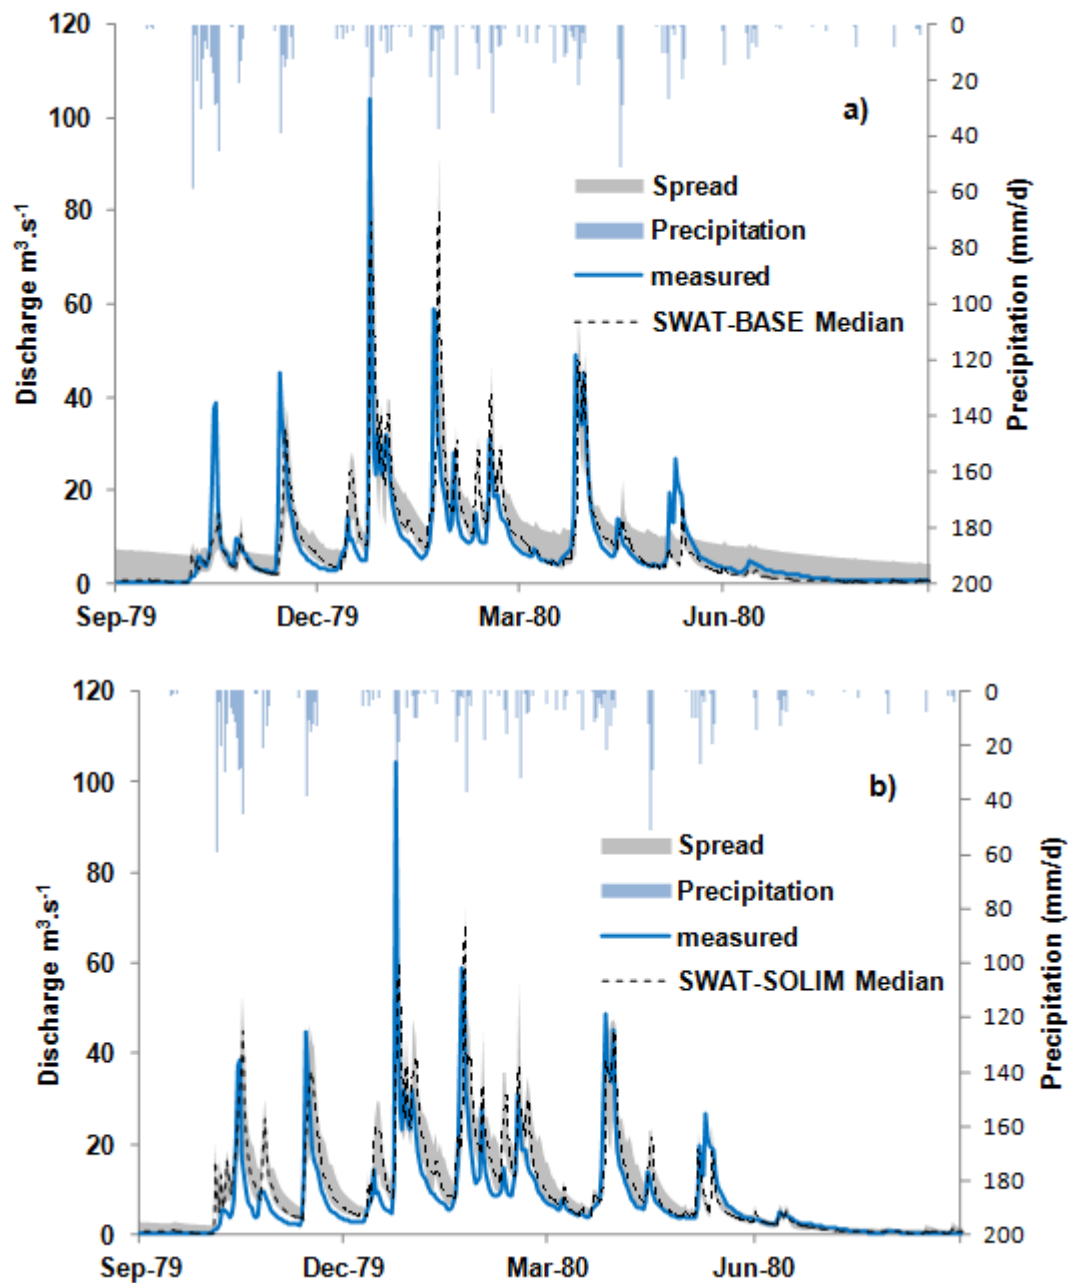 120
100
80
60
40
20
0
Discharge m³.s⁻¹
0
20
40
60
80
100
120
140
160
180
200
Precipitation (mm/d)
a)
Spread
Precipitation
measured
SWAT-BASE Median
Sep-79 Dec-79 Mar-80 Jun-80
120
100
80
60
40
20
0
Discharge m³.s⁻¹
0
20
40
60
80
100
120
140
160
180
200
Precipitation (mm/d)
b)
Spread
Precipitation
measured
SWAT-SOLIM Median
Sep-79 Dec-79 Mar-80 Jun-80